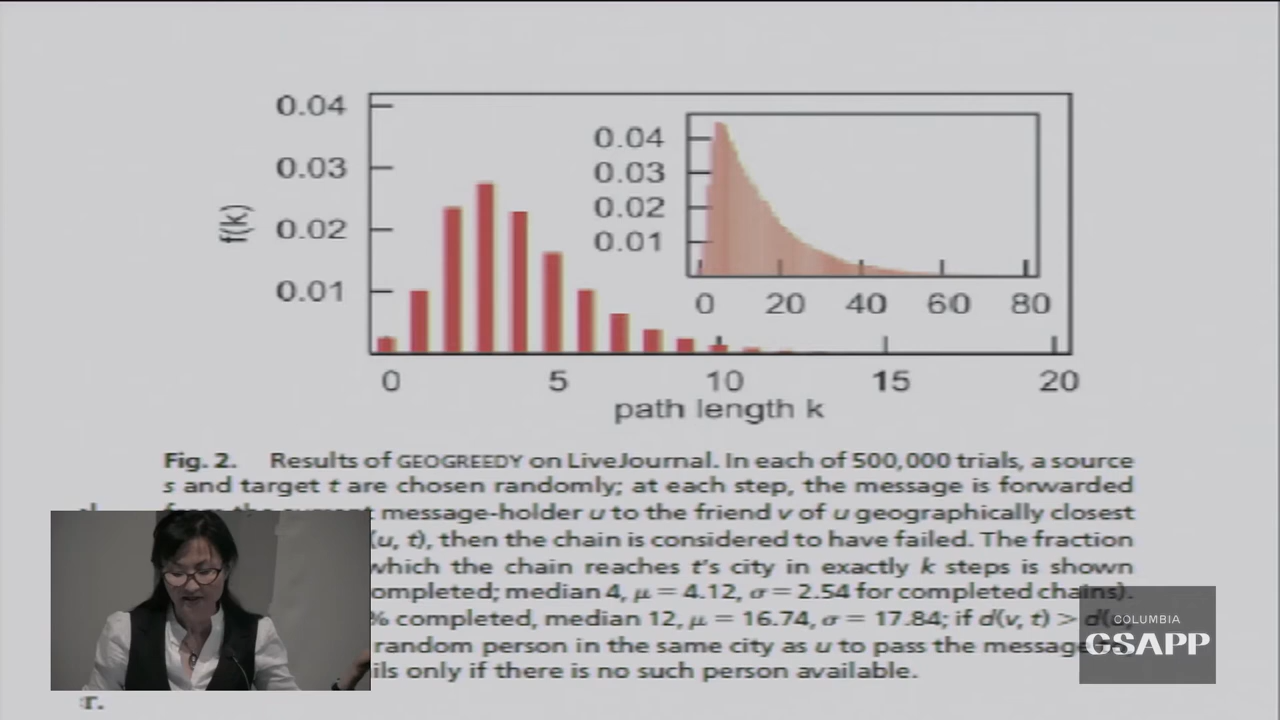 0.04
0.03
0.02
0.01
f(k)
0 5 10 15 20
path length k
0.04
0.03
0.02
0.01
0 20 40 60 80
Fig. 2. Results of GEOGREEDY on LiveJournal. In each of 500,000 trials, a source
s and target t are chosen randomly; at each step, the message is forwarded
message-holder u to the friend v of u geographically closest
(u, t), then the chain is considered to have failed. The fraction
which the chain reaches t's city in exactly k steps is shown
ompleted; median 4, μ = 4.12, σ = 2.54 for completed chains).
% completed, median 12, μ = 16.74, σ = 17.84; if d(v, t) >
random person in the same city as u to pass the message
ils only if there is no such person available.
r.
COLUMBIA
GSAPP